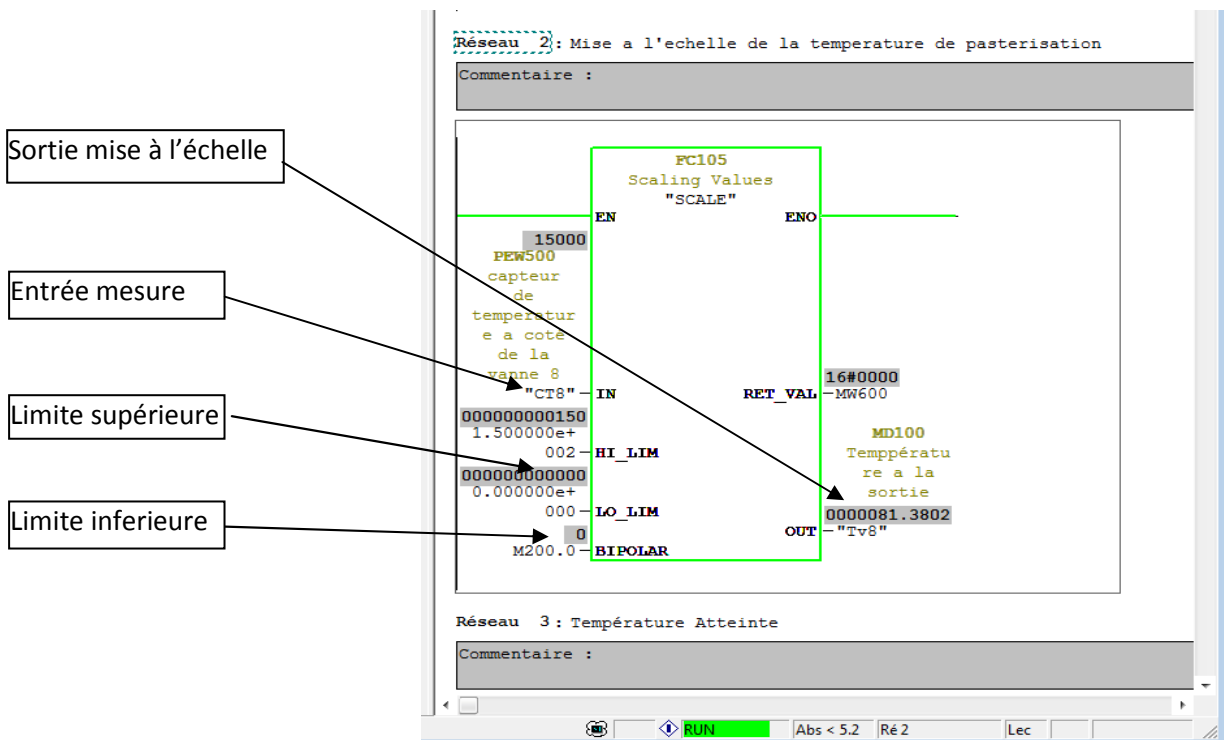 Réseau 2: Mise a l'echelle de la temperature de pasterisation
Commentaire :
Sortie mise à l'échelle
Entrée mesure
Limite supérieure
Limite inferieure
FC105
Scaling Values
"SCALE"
EN
ENO
15000
PEW500
capteur
de
temperatur
e a coté
de la
vanne 8
"CT8"
IN
RET_VAL
16#0000
MW600
000000000150
1.500000e+
002
HI_LIM
000000000000
0.000000e+
000
LO_LIM
0
M200.0
BIPOLAR
MD100
Temppératu
re a la
sortie
0000081.3802
OUT
"Tv8"
Réseau 3: Température Atteinte
Commentaire :
RUN
Abs < 5.2
Ré 2
Lec